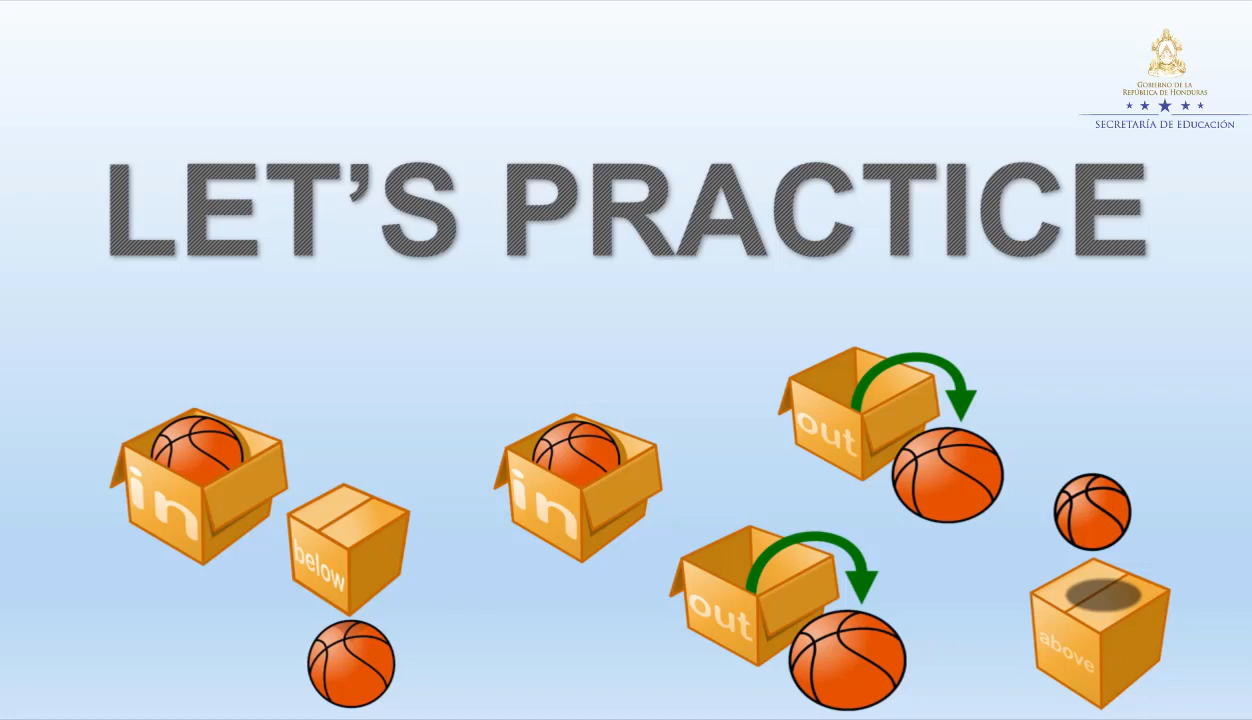 GOBIERNO DE LA
REPÚBLICA DE HONDURAS
SECRETARÍA DE EDUCACIÓN
LET'S PRACTICE
in
below
in
out
out
above